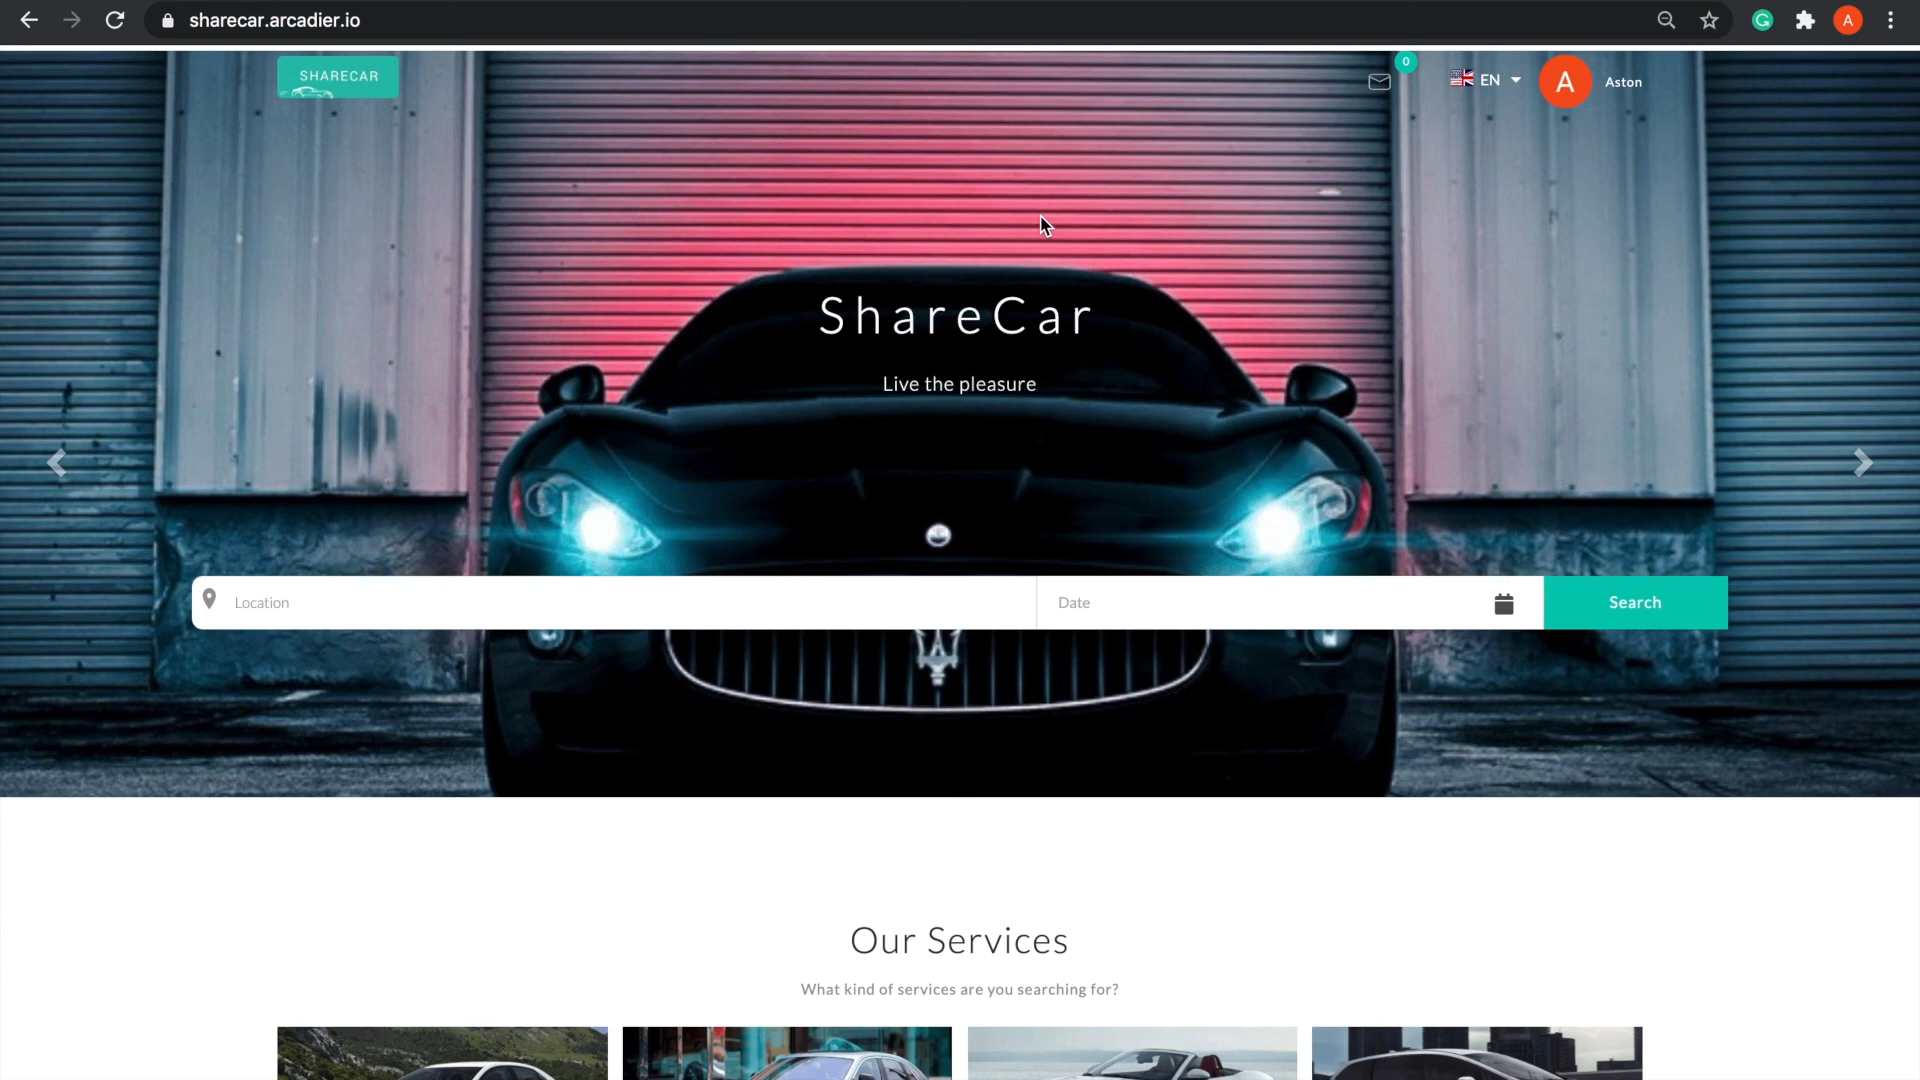 sharecar.arcadier.io
A
SHARECAR
0
EN
A
Aston
ShareCar
Live the pleasure
Location
Date
Search
Our Services
What kind of services are you searching for?